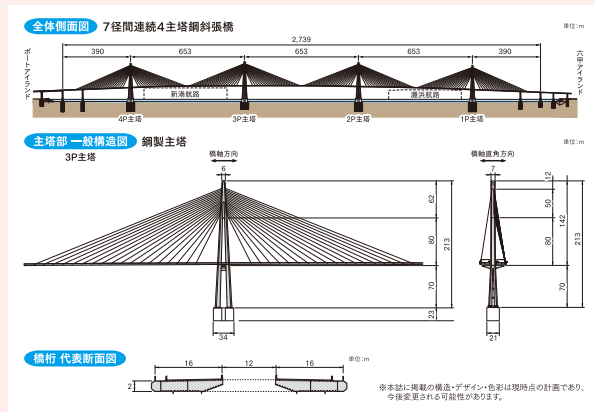 全体側面図 7径間連続4主塔鋼斜張橋
単位:m
2,739
390 653 653 653 390
ポートアイランド
六甲アイランド
新港航路
灘浜航路
4P主塔 3P主塔 2P主塔 1P主塔
主塔部 一般構造図 鋼製主塔
単位:m
3P主塔
橋軸方向
橋軸直角方向
6
7
62
80
70
23
213
34
12
50
80
142
70
213
21
橋桁 代表断面図
単位:m
16 12 16
2
※本誌に掲載の構造・デザイン・色彩は現時点の計画であり、
今後変更される可能性があります。